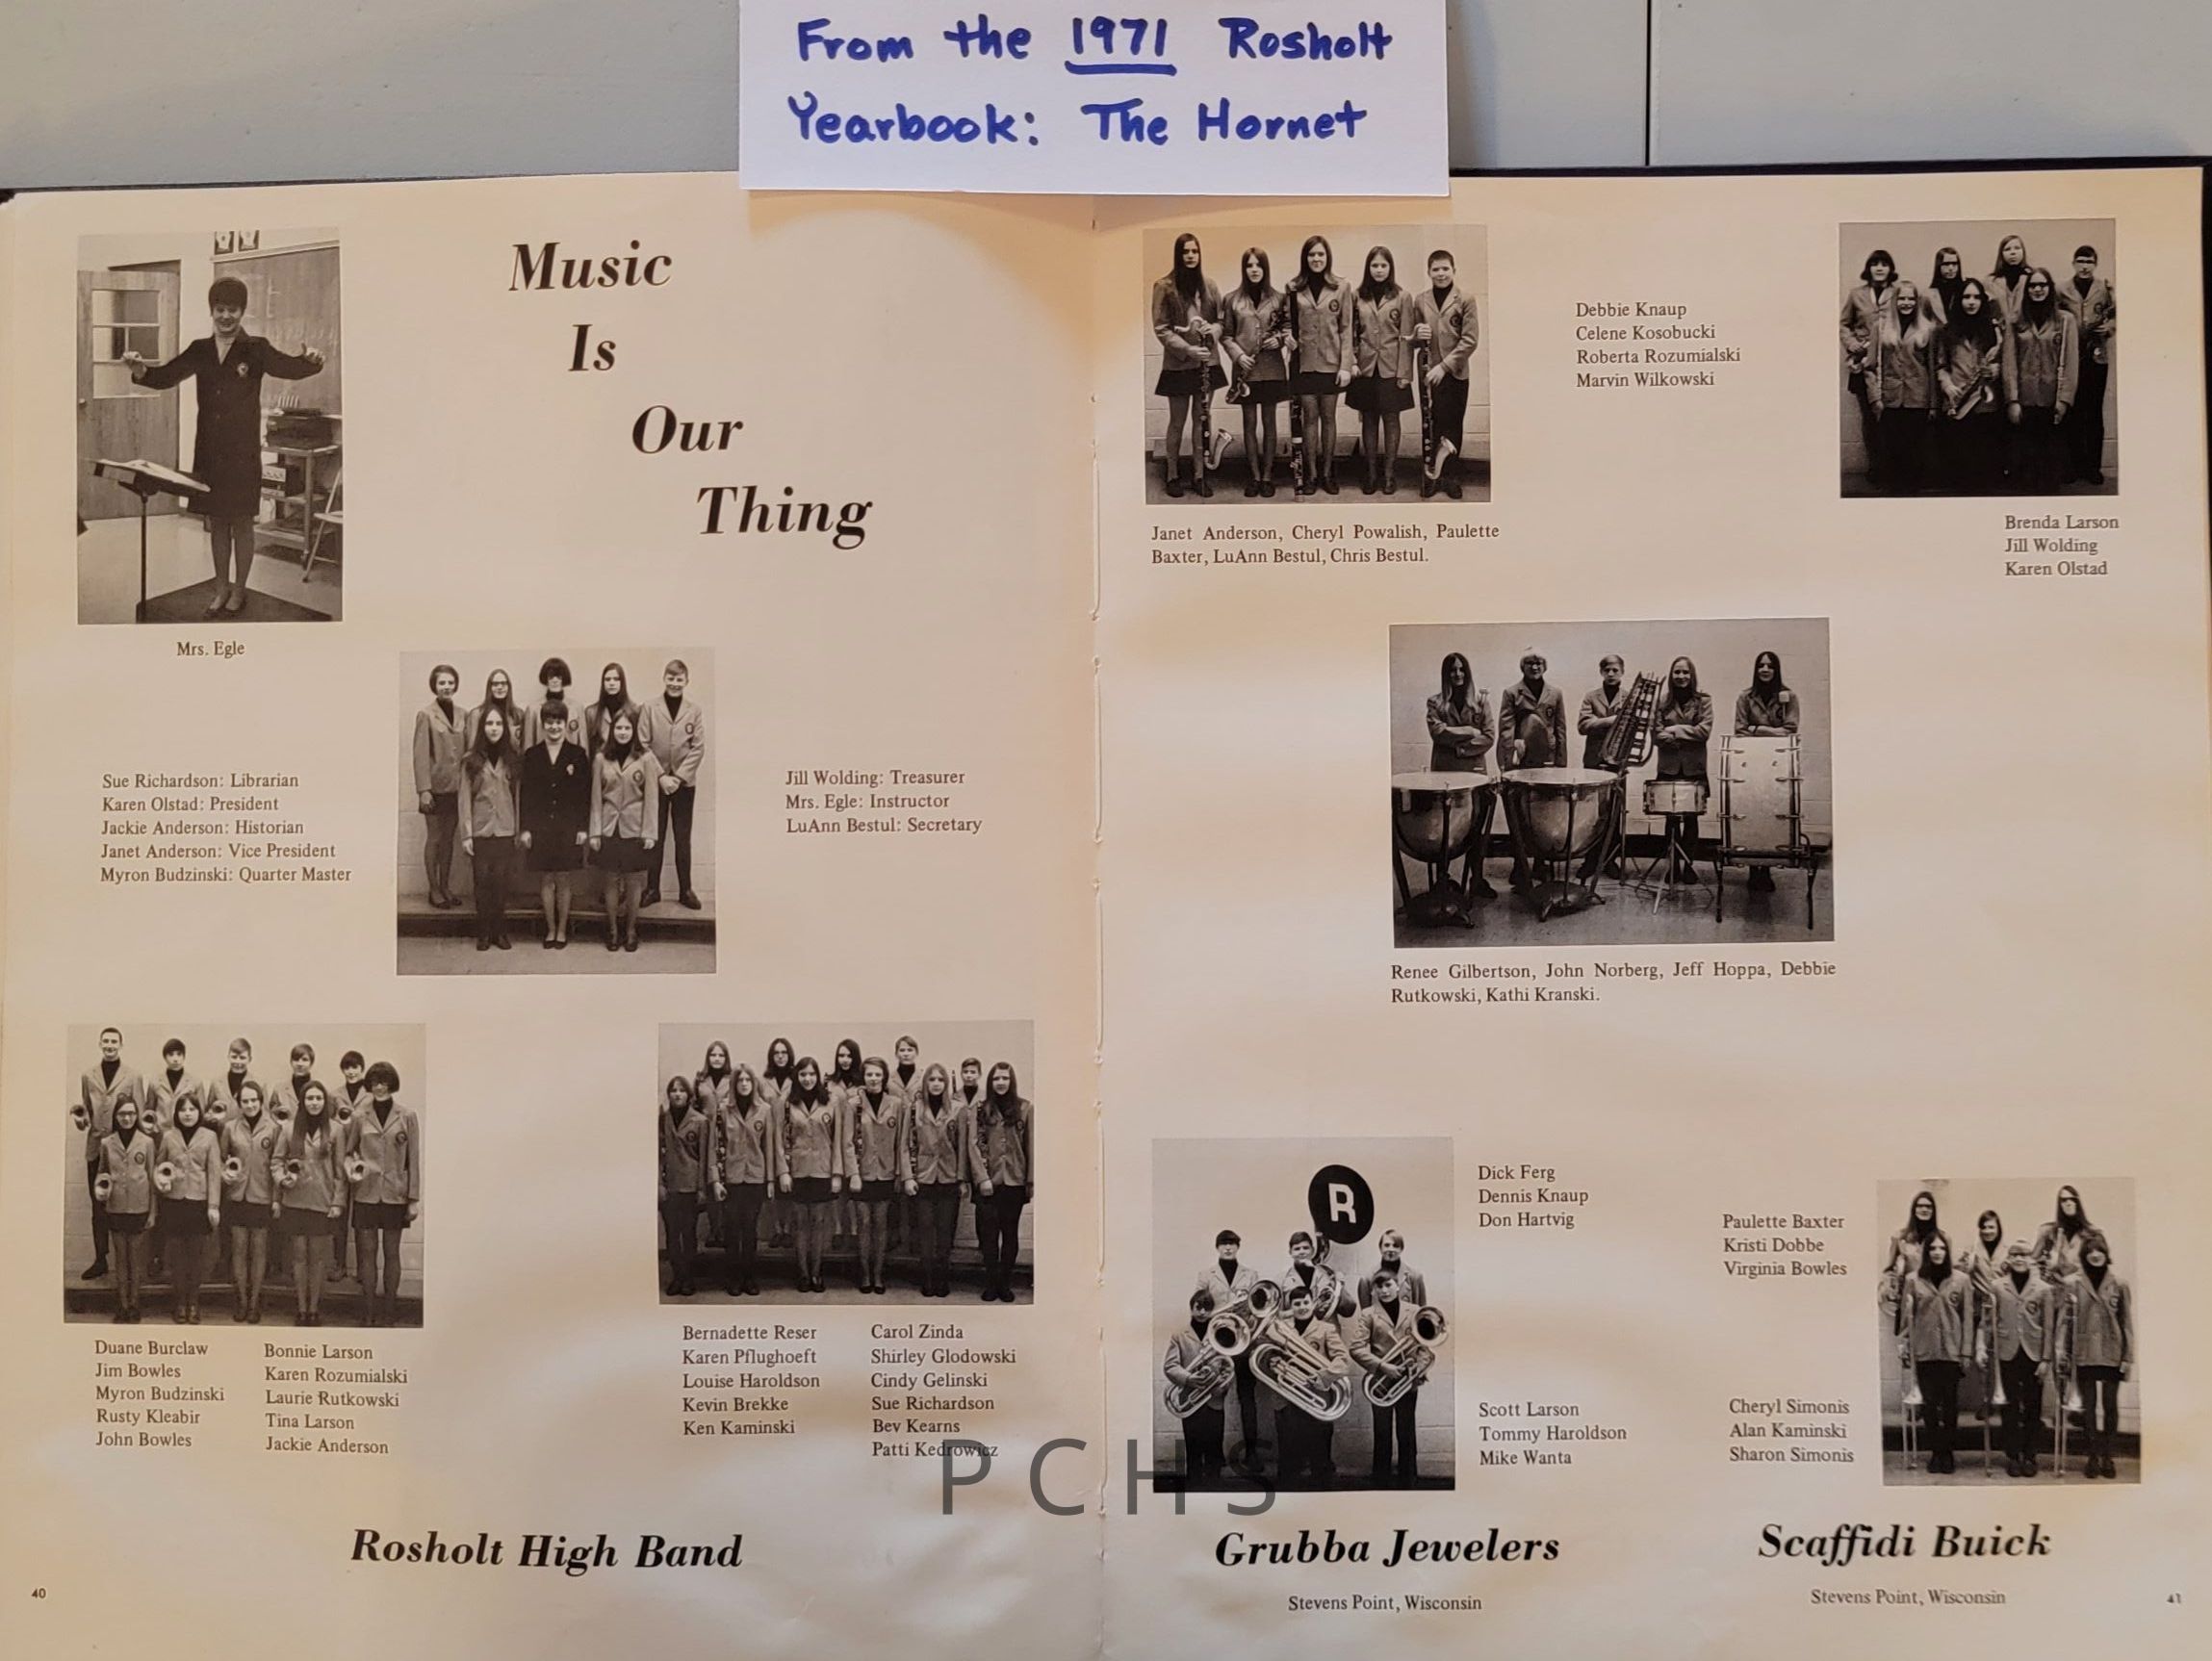 From the 1971 Rosholt
Yearbook: The Hornet
Music
Is
Our
Thing
Mrs. Egle
Sue Richardson: Librarian
Karen Olstad: President
Jackie Anderson: Historian
Janet Anderson: Vice President
Myron Budzinski: Quarter Master
Jill Wolding: Treasurer
Mrs. Egle: Instructor
LuAnn Bestul: Secretary
Duane Burclaw
Jim Bowles
Myron Budzinski
Rusty Kleabir
John Bowles
Bonnie Larson
Karen Rozumialski
Laurie Rutkowski
Tina Larson
Jackie Anderson
Bernadette Reser
Karen Pflughoeft
Louise Haroldson
Kevin Brekke
Ken Kaminski
Carol Zinda
Shirley Glodowski
Cindy Gelinski
Sue Richardson
Bev Kearns
Patti Kedrowicz
Rosholt High Band
40
Janet Anderson, Cheryl Powalish, Paulette
Baxter, LuAnn Bestul, Chris Bestul.
Debbie Knaup
Celene Kosobucki
Roberta Rozumialski
Marvin Wilkowski
Brenda Larson
Jill Wolding
Karen Olstad
Renee Gilbertson, John Norberg, Jeff Hoppa, Debbie
Rutkowski, Kathi Kranski.
R
Dick Ferg
Dennis Knaup
Don Hartvig
Scott Larson
Tommy Haroldson
Mike Wanta
Paulette Baxter
Kristi Dobbe
Virginia Bowles
Cheryl Simonis
Alan Kaminski
Sharon Simonis
PCHS
Grubba Jewelers
Stevens Point, Wisconsin
Scaffidi Buick
Stevens Point, Wisconsin
41